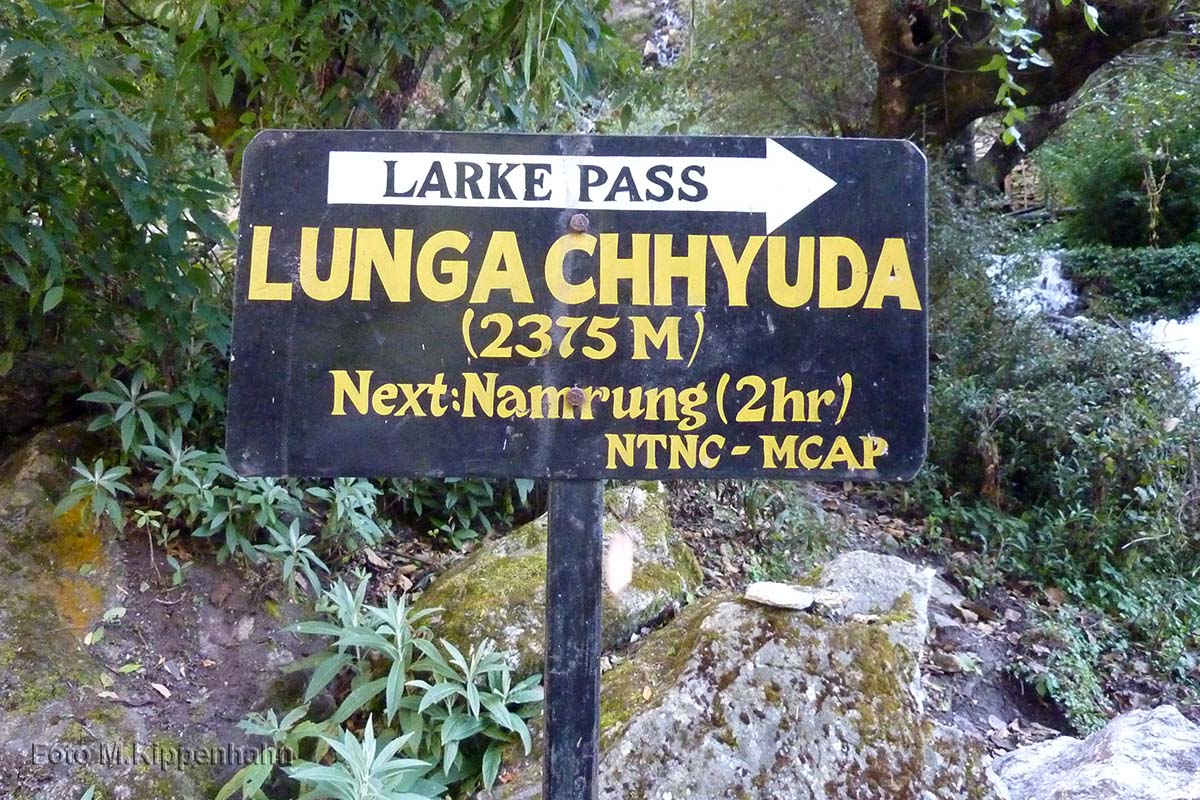 LARKE PASS
LUNGA CHHYUDA
(2375 M)
Next: Namrung (2hr)
NTNC - MCAP
Foto M.Kippenhahn